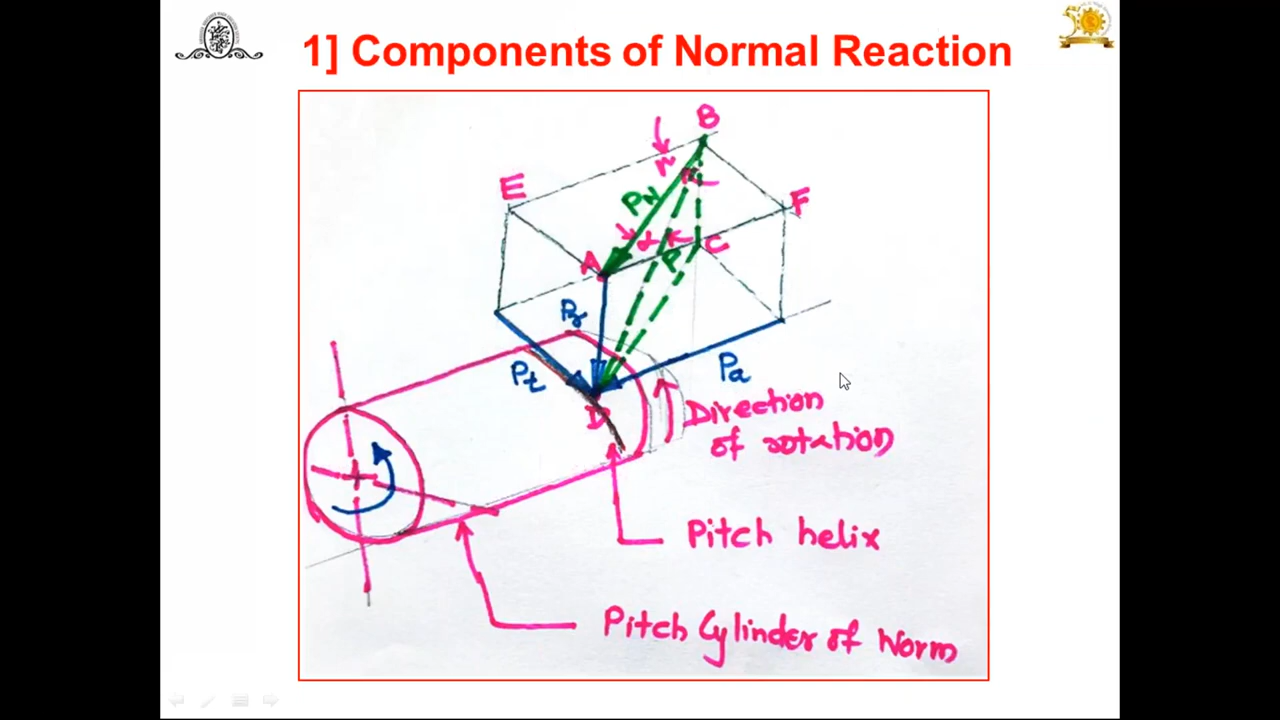 1] Components of Normal Reaction
B
E
F
PN
α
C
P
A
Pr
Pt
Pa
D
Direction
of rotation
Pitch helix
Pitch Cylinder of Worm